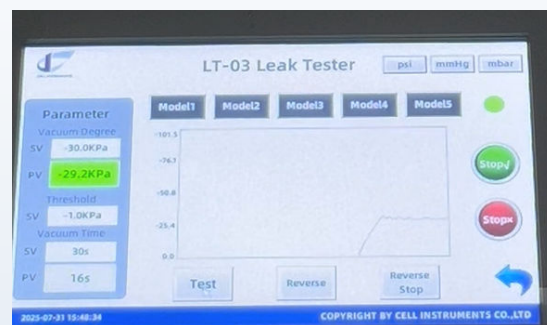 LT-03 Leak Tester
psi mmHg mbar
Model1 Model2 Model3 Model4 Model5
Parameter
Vacuum Degree
SV -30.0KPa
PV -29.2KPa
Threshold
SV -1.0KPa
Vacuum Time
SV 30s
PV 16s
-101.5
-76.1
-50.8
-25.4
0.0
Stop√
Stop×
Test
Reverse
Reverse
Stop
2025-07-31 15:48:34
COPYRIGHT BY CELL INSTRUMENTS CO.,LTD